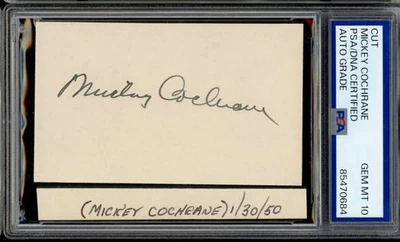 Mickey Cochrane
(MICKEY COCHRANE) 1/30/50
CUT
MICKEY COCHRANE
PSA/DNA CERTIFIED
AUTO GRADE
GEM MT 10
PSA
85470684